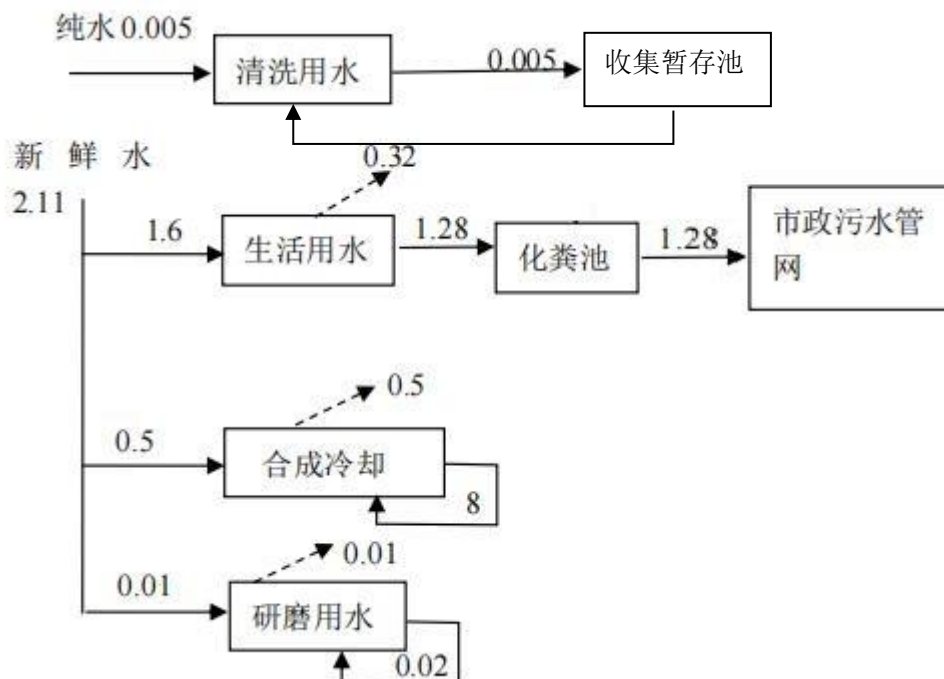 纯水 0.005
清洗用水
0.005
收集暂存池
新 鲜 水
2.11
0.32
1.6
生活用水
1.28
化粪池
1.28
市政污水管
网
0.5
0.5
合成冷却
8
0.01
0.01
研磨用水
0.02